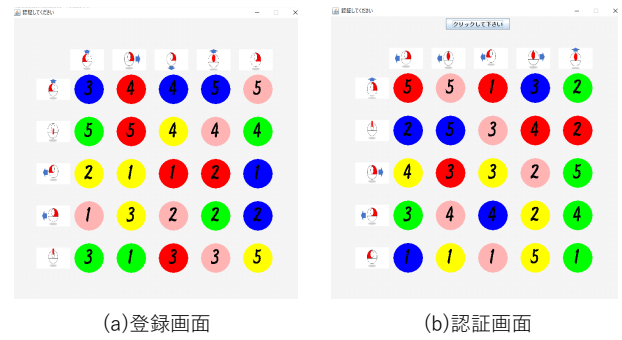 認証してください
3 4 4 5 5
5 5 4 4 4
2 1 1 2 1
1 3 2 2 2
3 1 3 3 5
(a)登録画面
認証してください
クリックして下さい
5 5 1 3 2
2 5 3 4 2
4 3 3 2 5
3 4 4 2 4
1 1 1 5 1
(b)認証画面